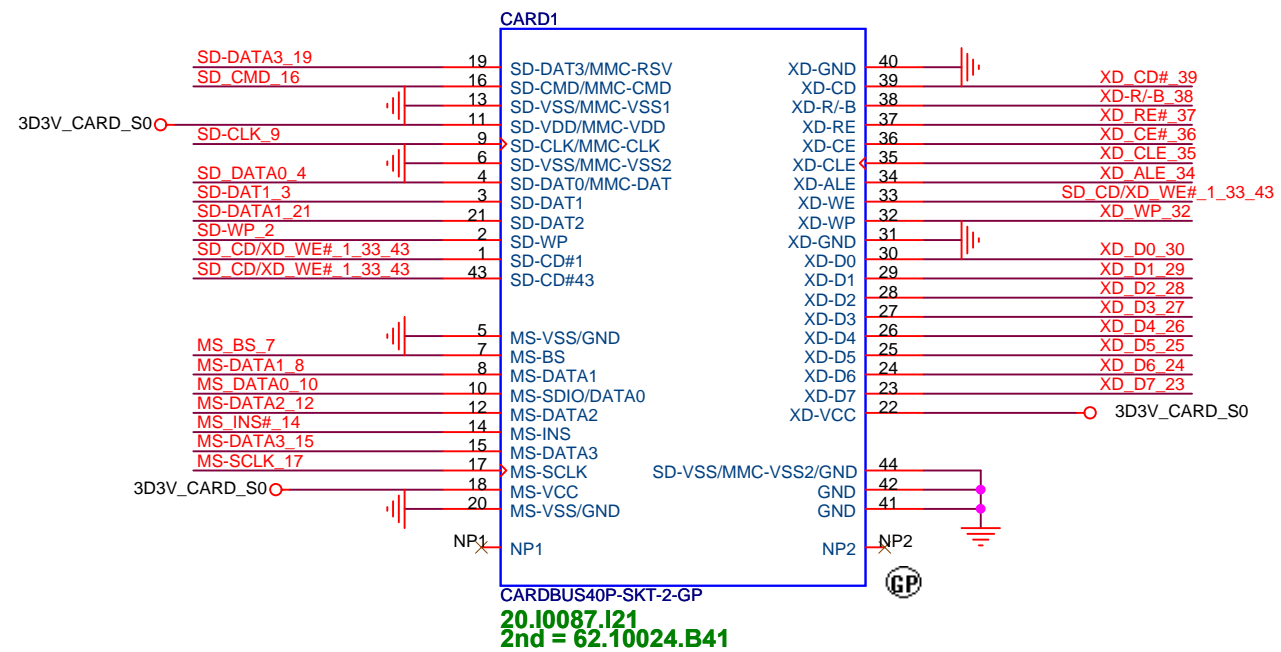 CARD1
SD-DATA3_19 19 SD-DAT3/MMC-RSV XD-GND 40
SD_CMD_16 16 SD-CMD/MMC-CMD XD-CD 39 XD_CD#_39
13 SD-VSS/MMC-VSS1 XD-R/-B 38 XD-R/-B_38
3D3V_CARD_S0 11 SD-VDD/MMC-VDD XD-RE 37 XD_RE#_37
SD-CLK_9 9 SD-CLK/MMC-CLK XD-CE 36 XD_CE#_36
6 SD-VSS/MMC-VSS2 XD-CLE 35 XD_CLE_35
SD_DATA0_4 4 SD-DAT0/MMC-DAT XD-ALE 34 XD_ALE_34
SD-DAT1_3 3 SD-DAT1 XD-WE 33 SD_CD/XD_WE#_1_33_43
SD-DATA1_21 21 SD-DAT2 XD-WP 32 XD_WP_32
SD-WP_2 2 SD-WP XD-GND 31
SD_CD/XD_WE#_1_33_43 1 SD-CD#1 XD-D0 30 XD_D0_30
SD_CD/XD_WE#_1_33_43 43 SD-CD#43 XD-D1 29 XD_D1_29
XD-D2 28 XD_D2_28
XD-D3 27 XD_D3_27
5 MS-VSS/GND XD-D4 26 XD_D4_26
MS_BS_7 7 MS-BS XD-D5 25 XD_D5_25
MS-DATA1_8 8 MS-DATA1 XD-D6 24 XD_D6_24
MS_DATA0_10 10 MS-SDIO/DATA0 XD-D7 23 XD_D7_23
MS-DATA2_12 12 MS-DATA2 XD-VCC 22 3D3V_CARD_S0
MS_INS#_14 14 MS-INS
MS-DATA3_15 15 MS-DATA3
MS-SCLK_17 17 MS-SCLK SD-VSS/MMC-VSS2/GND 44
3D3V_CARD_S0 18 MS-VCC GND 42
20 MS-VSS/GND GND 41
NP1 NP1 NP2 NP2
GP
CARDBUS40P-SKT-2-GP
20.I0087.I21
2nd = 62.10024.B41